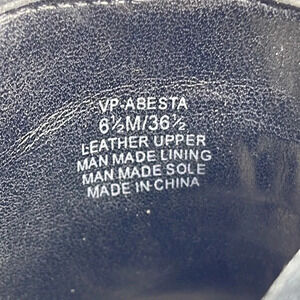 VP-ABESTA
6½M/36½
LEATHER UPPER
MAN MADE LINING
MAN MADE SOLE
MADE IN CHINA